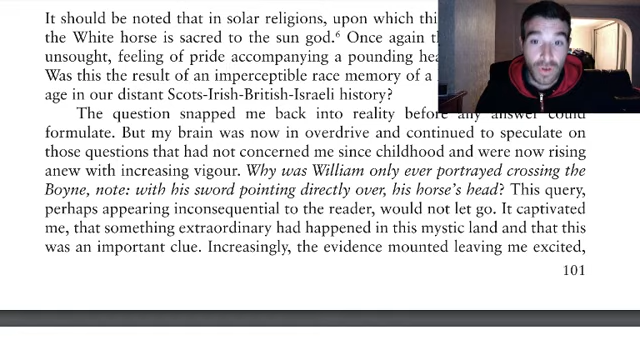 It should be noted that in solar religions, upon which thi
the White horse is sacred to the sun god.⁶ Once again t
unsought, feeling of pride accompanying a pounding hea
Was this the result of an imperceptible race memory of a
age in our distant Scots-Irish-British-Israeli history?
The question snapped me back into reality before any answer could
formulate. But my brain was now in overdrive and continued to speculate on
those questions that had not concerned me since childhood and were now rising
anew with increasing vigour. Why was William only ever portrayed crossing the
Boyne, note: with his sword pointing directly over, his horse's head? This query,
perhaps appearing inconsequential to the reader, would not let go. It captivated
me, that something extraordinary had happened in this mystic land and that this
was an important clue. Increasingly, the evidence mounted leaving me excited,
101